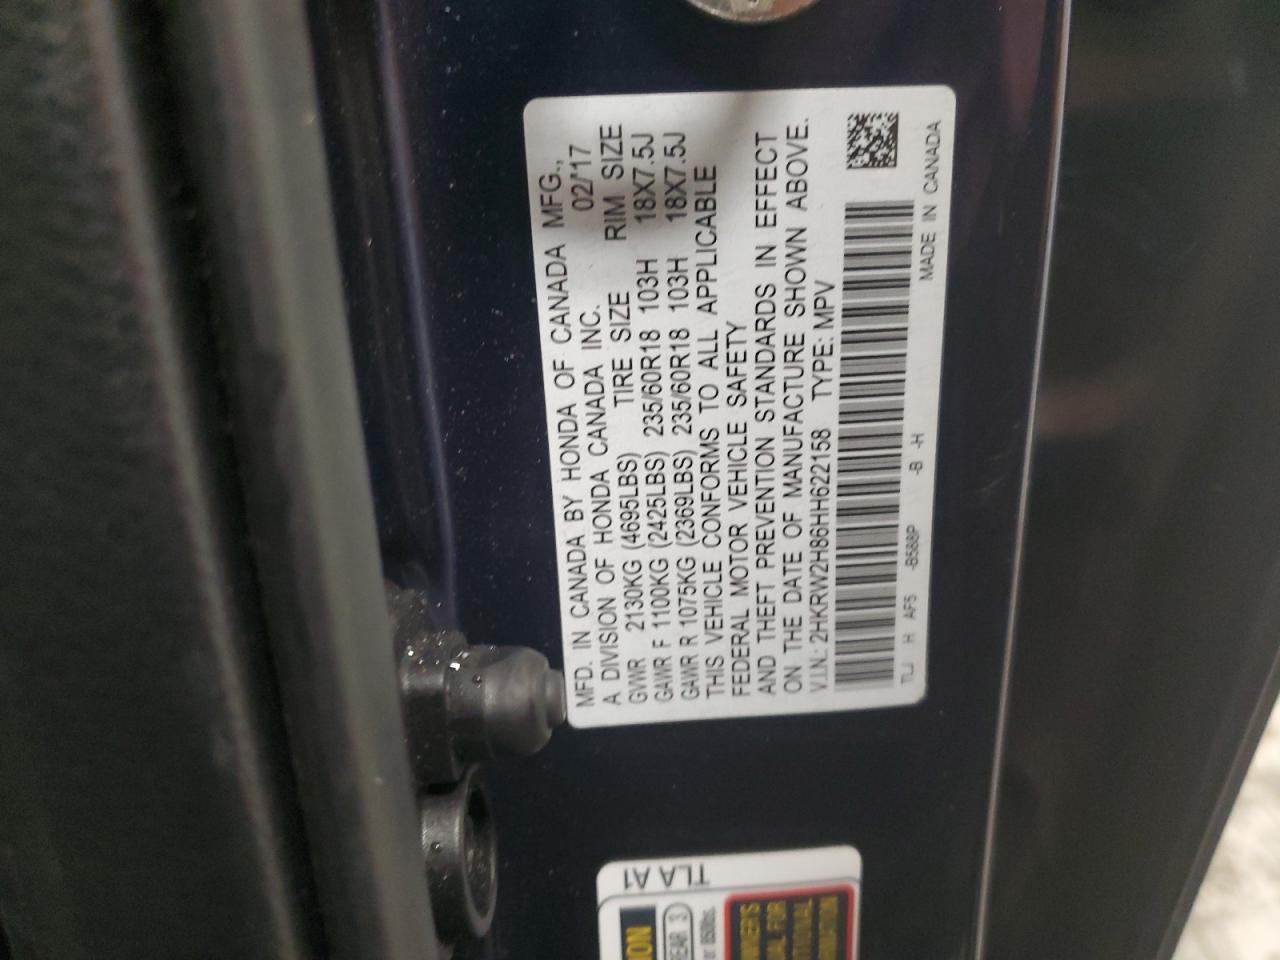 MFD. IN CANADA BY HONDA OF CANADA MFG.,
A DIVISION OF HONDA CANADA INC. 02/'17
GVWR 2130KG (4695LBS) TIRE SIZE RIM SIZE
GAWR F 1100KG (2425LBS) 235/60R18 103H 18X7.5J
GAWR R 1075KG (2369LBS) 235/60R18 103H 18X7.5J
THIS VEHICLE CONFORMS TO ALL APPLICABLE
FEDERAL MOTOR VEHICLE SAFETY
AND THEFT PREVENTION STANDARDS IN EFFECT
ON THE DATE OF MANUFACTURE SHOWN ABOVE.
V.I.N.: 2HKRW2H86HH622158 TYPE: MPV
TLJ H AF5 -B588P -B -H
MADE IN CANADA
TLA A1
REAR 3